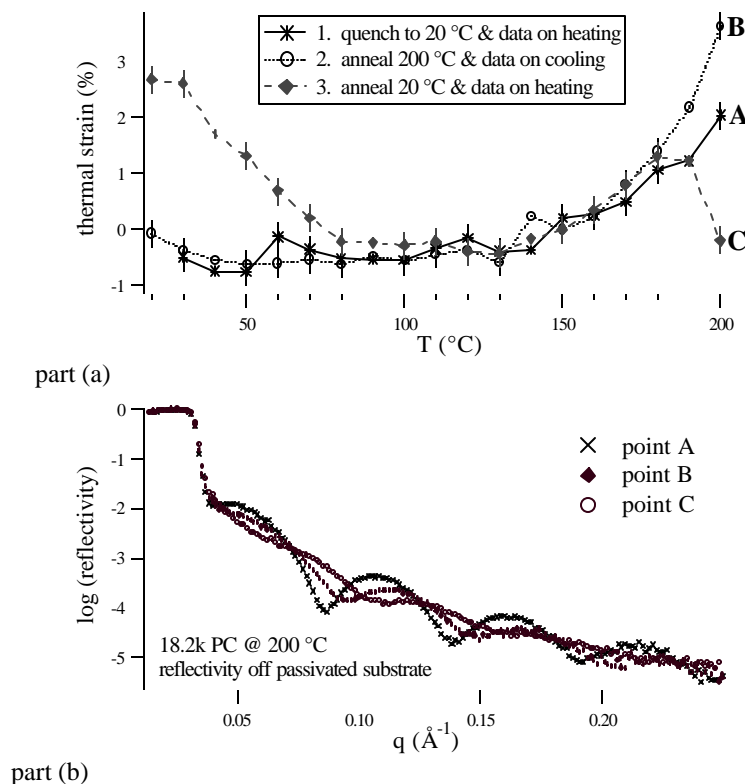 1. quench to 20 °C & data on heating
2. anneal 200 °C & data on cooling
3. anneal 20 °C & data on heating
B
A
C
thermal strain (%)
3
2
1
0
-1
50
100
150
200
T (°C)
part (a)
log (reflectivity)
0
-1
-2
-3
-4
-5
point A
point B
point C
18.2k PC @ 200 °C
reflectivity off passivated substrate
0.05
0.10
0.15
0.20
q (Å⁻¹)
part (b)